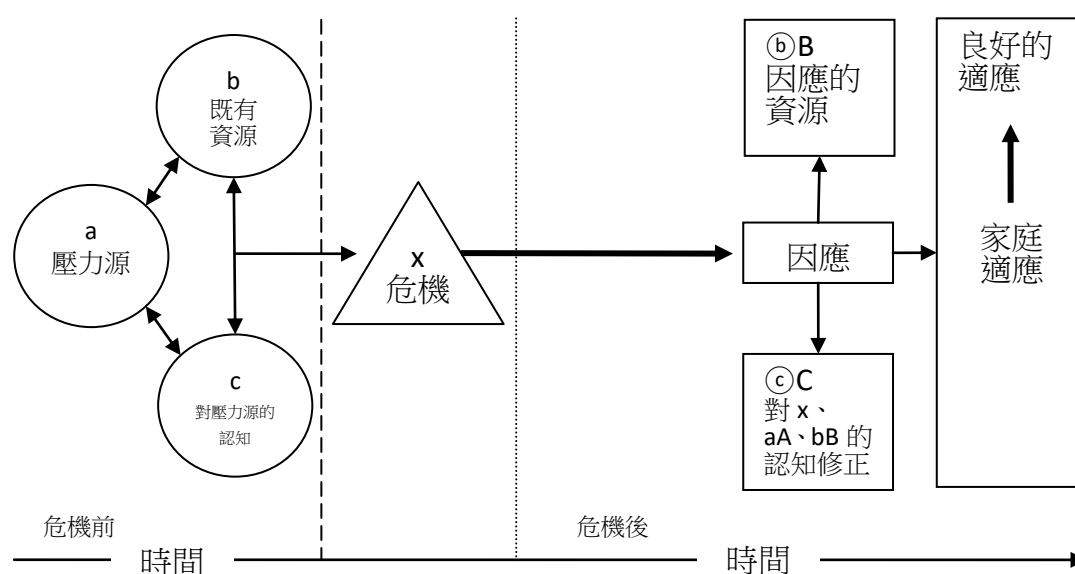 b
既有
資源
a
壓力源
c
對壓力源的
認知
x
危機
ⓑB
因應的
資源
因應
ⓒC
對 x、
aA、bB 的
認知修正
良好的
適應
家庭
適應
危機前
危機後
時間
時間